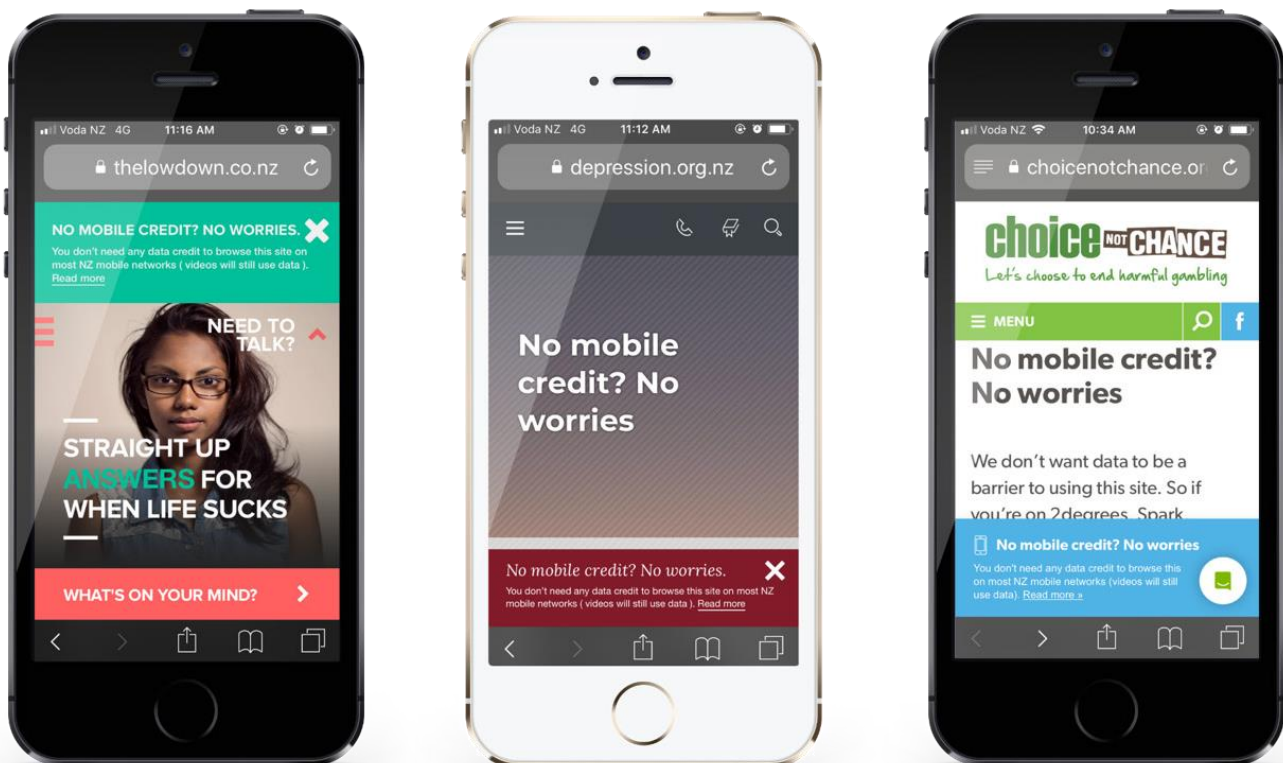 Voda NZ 4G 11:16 AM
thelowdown.co.nz
NO MOBILE CREDIT? NO WORRIES.
You don't need any data credit to browse this site on
most NZ mobile networks ( videos will still use data ).
Read more
NEED TO
TALK?
STRAIGHT UP
ANSWERS FOR
WHEN LIFE SUCKS
WHAT'S ON YOUR MIND?
Voda NZ 4G 11:12 AM
depression.org.nz
No mobile
credit? No
worries
No mobile credit? No worries.
You don't need any data credit to browse this site on most NZ
mobile networks ( videos will still use data ). Read more
Voda NZ 10:34 AM
choicenotchance.or
choice NOT CHANCE
Let's choose to end harmful gambling
MENU
f
No mobile credit?
No worries
We don't want data to be a
barrier to using this site. So if
you're on 2degrees, Spark
No mobile credit? No worries
You don't need any data credit to browse this
on most NZ mobile networks (videos will still
use data). Read more »